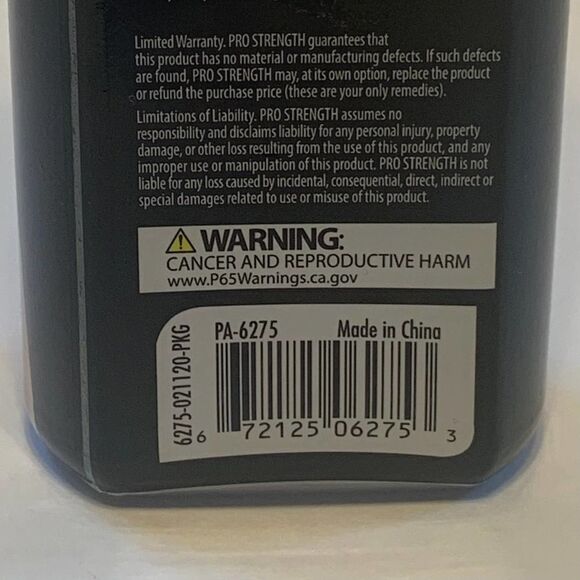 Limited Warranty. PRO STRENGTH guarantees that
this product has no material or manufacturing defects. If such defects
are found, PRO STRENGTH may, at its own option, replace the product
or refund the purchase price (these are your only remedies).
Limitations of Liability. PRO STRENGTH assumes no
responsibility and disclaims liability for any personal injury, property
damage, or other loss resulting from the use of this product, and any
improper use or manipulation of this product. PRO STRENGTH is not
liable for any loss caused by incidental, consequential, direct, indirect or
special damages related to use or misuse of this product.
WARNING:
CANCER AND REPRODUCTIVE HARM
www.P65Warnings.ca.gov
6275-021120-PKG
PA-6275 Made in China
6 72125 06275 3